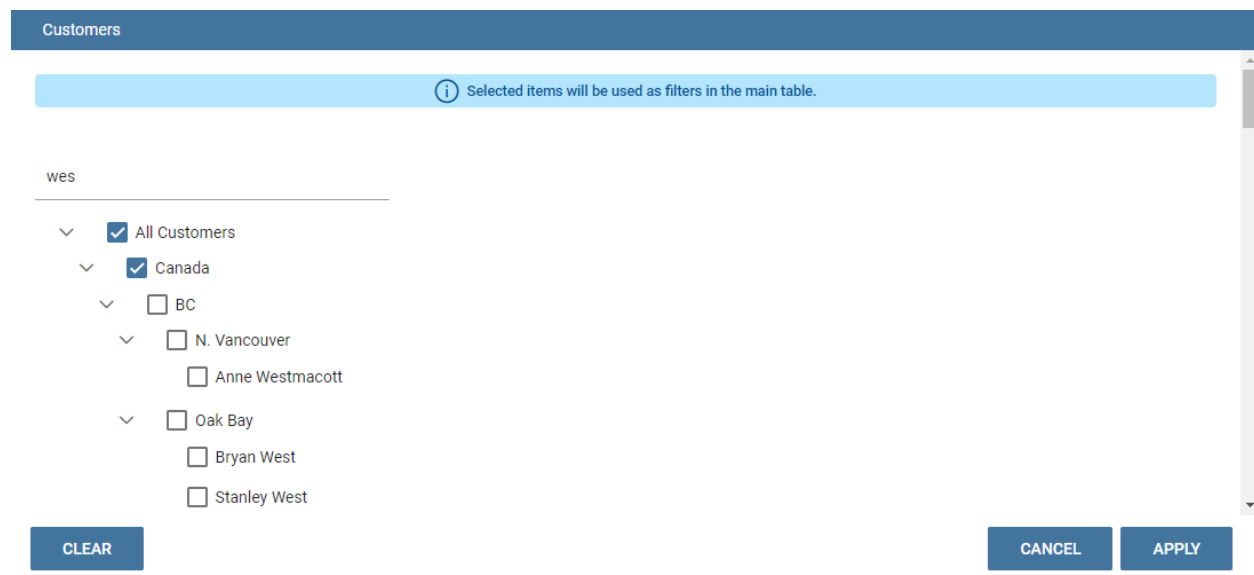 Customers
Selected items will be used as filters in the main table.
wes
All Customers
Canada
BC
N. Vancouver
Anne Westmacott
Oak Bay
Bryan West
Stanley West
CLEAR CANCEL APPLY